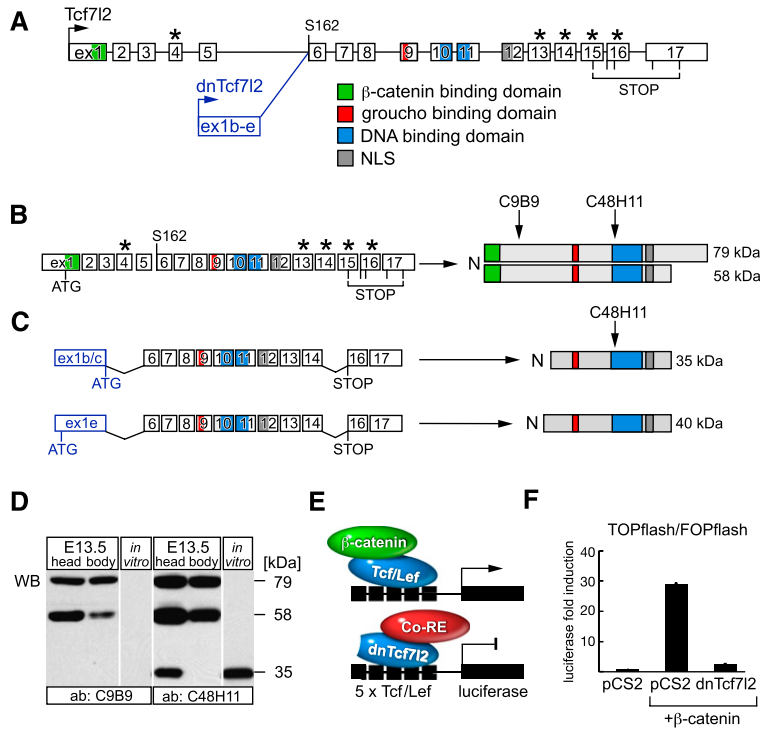 A
Tcf7l2
S162
* * * * *
ex1 2 3 4 5 6 7 8 9 10 11 12 13 14 15 16 17
STOP
dnTcf7l2
ex1b-e
β-catenin binding domain
groucho binding domain
DNA binding domain
NLS
B
C9B9 C48H11
S162
* * * * *
ex1 2 3 4 5 6 7 8 9 10 11 12 13 14 15 16 17
ATG
STOP
N
79 kDa
58 kDa
C
C48H11
ex1b/c 6 7 8 9 10 11 12 13 14 16 17
ATG STOP
N 35 kDa
ex1e 6 7 8 9 10 11 12 13 14 16 17
ATG STOP
N 40 kDa
D
E13.5 in E13.5 in
head body vitro head body vitro [kDa]
WB
79
58
35
ab: C9B9 ab: C48H11
E
β-catenin
Tcf/Lef
Co-RE
dnTcf7l2
5 x Tcf/Lef luciferase
F
TOPflash/FOPflash
luciferase fold induction
40
30
20
10
pCS2 pCS2 dnTcf7l2
+β-catenin